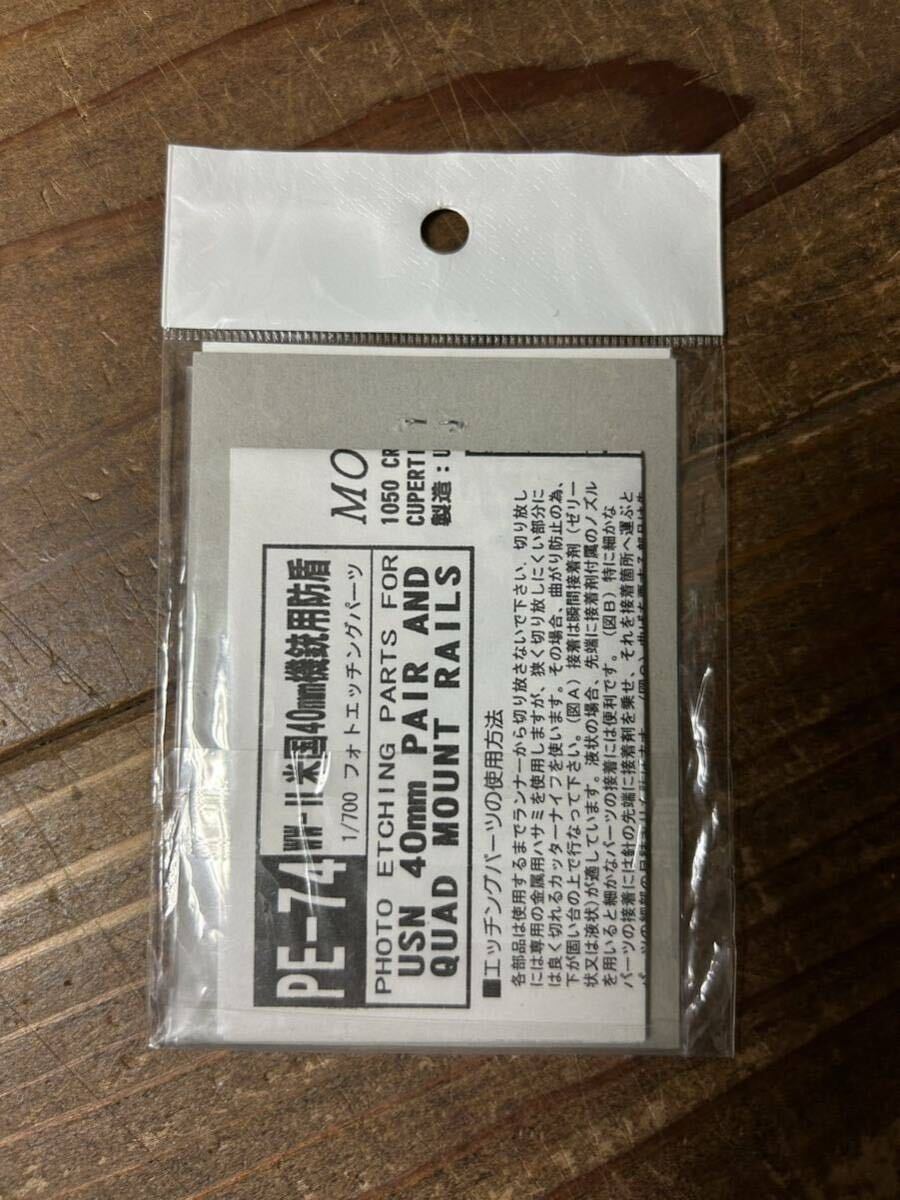 PE-74
WW-II米国40mm機銃用防盾
1/700 フォトエッチングパーツ
PHOTO ETCHING PARTS FOR
USN 40mm PAIR AND
QUAD MOUNT RAILS
MO
1050 CR
CUPERTI
製造：U
■エッチングパーツの使用方法
各部品は使用するまでランナーから切り放さないで下さい、切り放し
には専用の金属用ハサミを使用しますが、狭く切り放しにくい部分に
は良く切れるカッターナイフを使います。その場合、曲がり防止の為、
下が固い台の上で行なって下さい。(図A) 接着は瞬間接着剤 (ゼリー
状又は液状)が適しています。液状の場合、先端に接着剤付属のノズル
を用いると細かなパーツの接着には便利です。 (図B) 特に細かな
パーツの接着には針の先端に接着剤を乗せ、それを接着箇所へ運ぶと